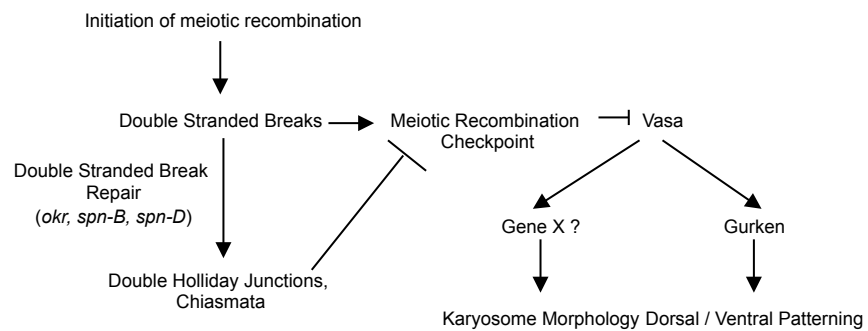 Initiation of meiotic recombination
Double Stranded Breaks
Meiotic Recombination
Checkpoint
Vasa
Double Stranded Break
Repair
(okr, spn-B, spn-D)
Gene X ?
Gurken
Double Holliday Junctions,
Chiasmata
Karyosome Morphology Dorsal / Ventral Patterning